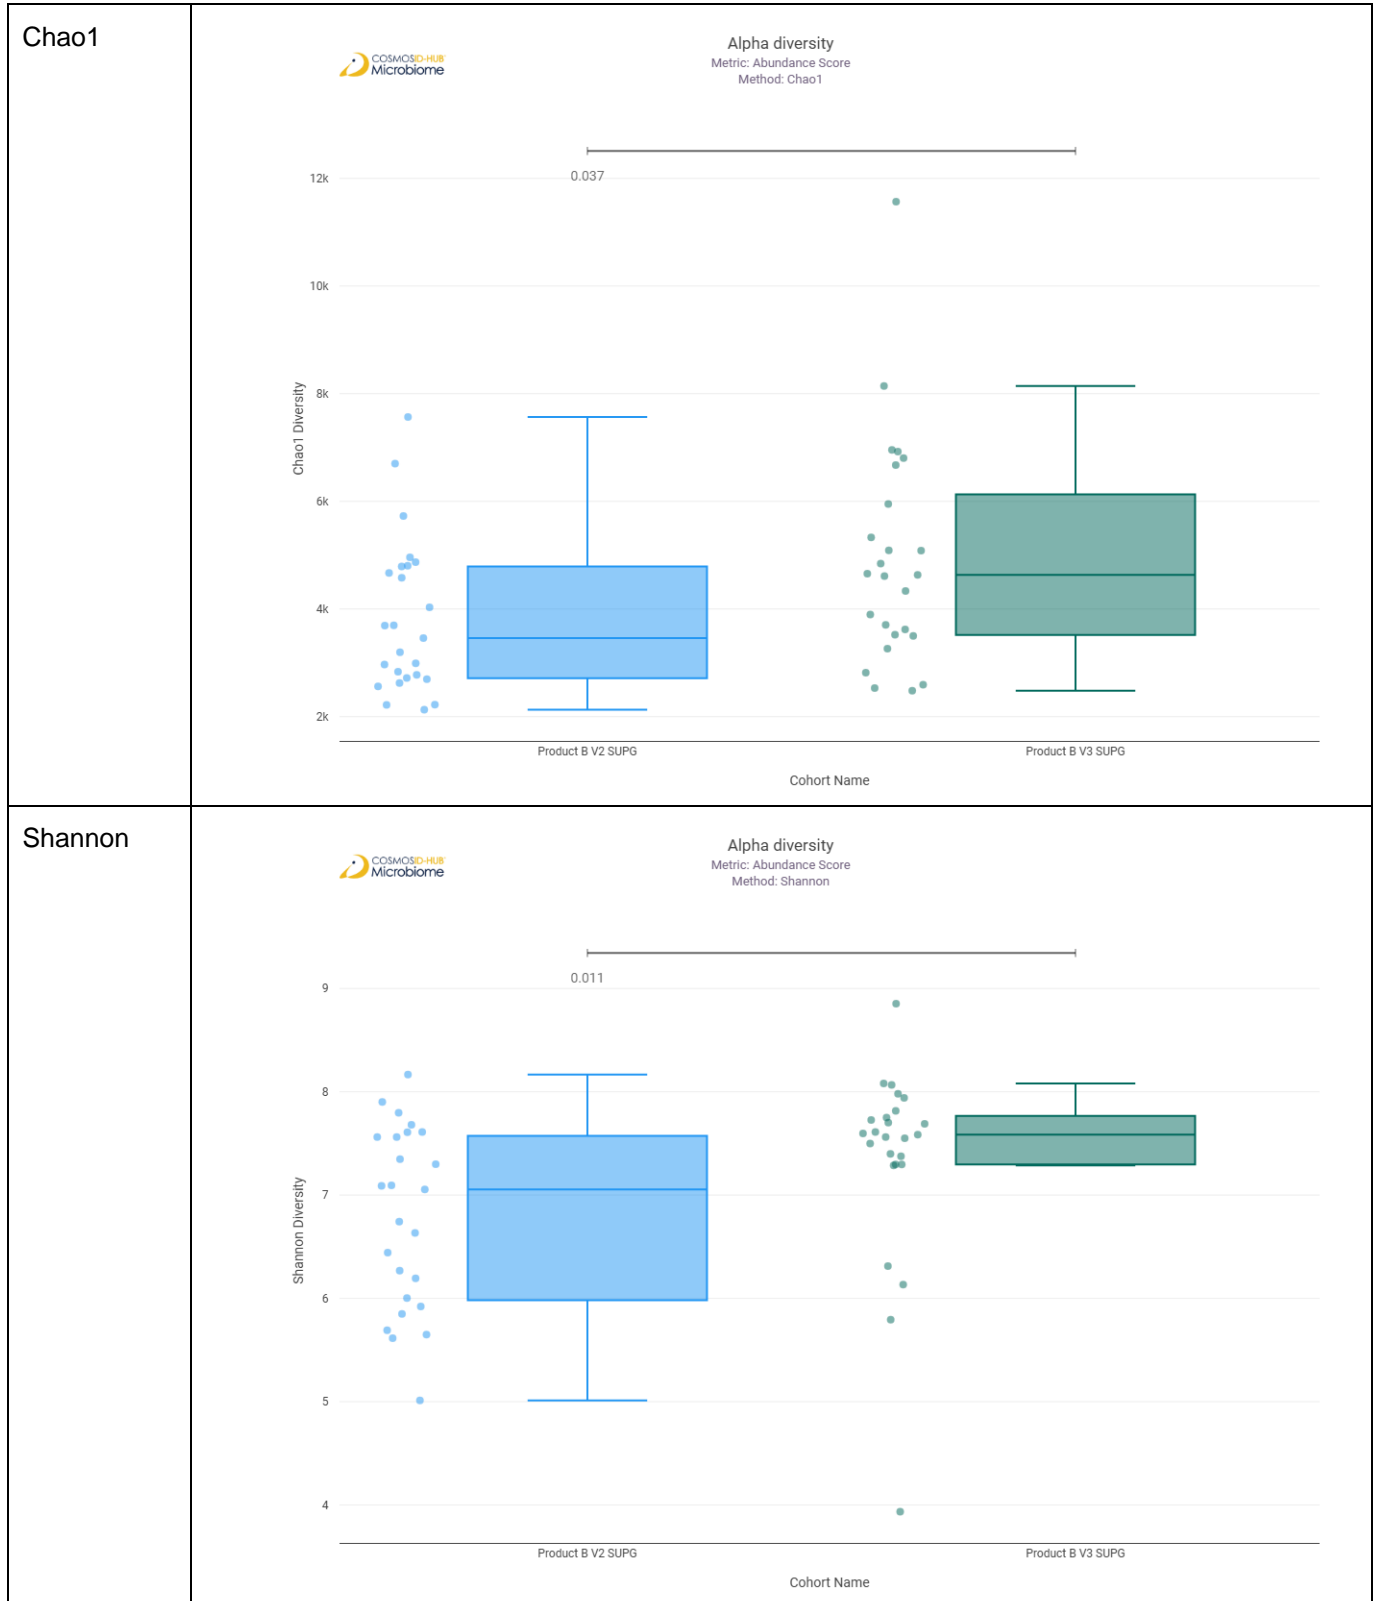 Chao1
COSMOSID-HUB
Microbiome
Alpha diversity
Metric: Abundance Score
Method: Chao1
0.037
12k
10k
8k
6k
4k
2k
Chao1 Diversity
Product B V2 SUPG
Product B V3 SUPG
Cohort Name
Shannon
COSMOSID-HUB
Microbiome
Alpha diversity
Metric: Abundance Score
Method: Shannon
0.011
9
8
7
6
5
4
Shannon Diversity
Product B V2 SUPG
Product B V3 SUPG
Cohort Name